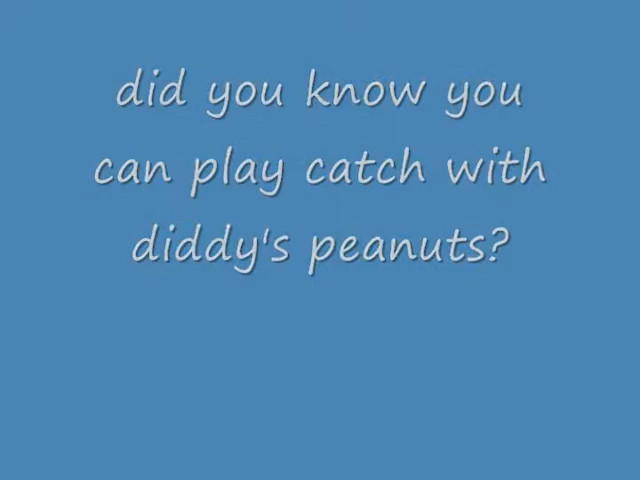 did you know you
can play catch with
diddy's peanuts?